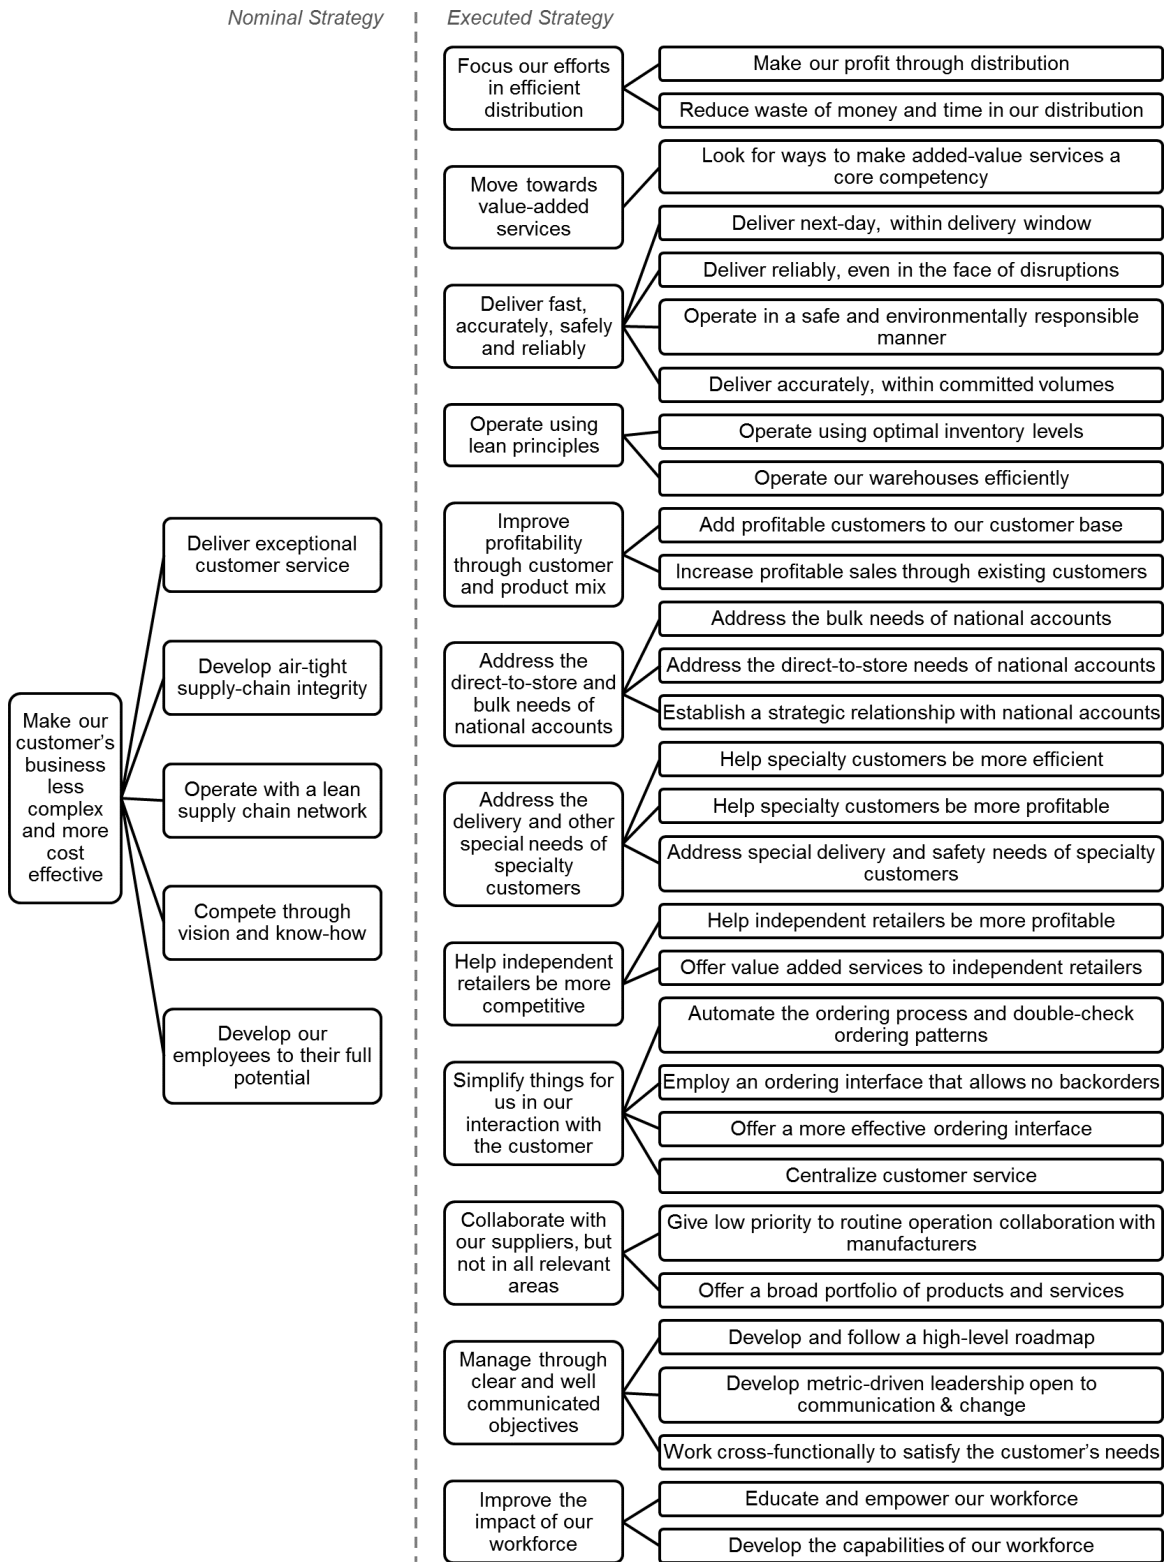 Nominal Strategy
Executed Strategy
Make our
customer's
business
less
complex
and more
cost
effective
Deliver exceptional
customer service
Develop air-tight
supply-chain integrity
Operate with a lean
supply chain network
Compete through
vision and know-how
Develop our
employees to their full
potential
Focus our efforts
in efficient
distribution
Make our profit through distribution
Reduce waste of money and time in our distribution
Move towards
value-added
services
Look for ways to make added-value services a
core competency
Deliver fast,
accurately, safely
and reliably
Deliver next-day, within delivery window
Deliver reliably, even in the face of disruptions
Operate in a safe and environmentally responsible
manner
Deliver accurately, within committed volumes
Operate using
lean principles
Operate using optimal inventory levels
Operate our warehouses efficiently
Improve
profitability
through customer
and product mix
Add profitable customers to our customer base
Increase profitable sales through existing customers
Address the
direct-to-store and
bulk needs of
national accounts
Address the bulk needs of national accounts
Address the direct-to-store needs of national accounts
Establish a strategic relationship with national accounts
Address the
delivery and other
special needs of
specialty
customers
Help specialty customers be more efficient
Help specialty customers be more profitable
Address special delivery and safety needs of specialty
customers
Help independent
retailers be more
competitive
Help independent retailers be more profitable
Offer value added services to independent retailers
Simplify things for
us in our
interaction with
the customer
Automate the ordering process and double-check
ordering patterns
Employ an ordering interface that allows no backorders
Offer a more effective ordering interface
Centralize customer service
Collaborate with
our suppliers, but
not in all relevant
areas
Give low priority to routine operation collaboration with
manufacturers
Offer a broad portfolio of products and services
Manage through
clear and well
communicated
objectives
Develop and follow a high-level roadmap
Develop metric-driven leadership open to
communication & change
Work cross-functionally to satisfy the customer's needs
Improve the
impact of our
workforce
Educate and empower our workforce
Develop the capabilities of our workforce